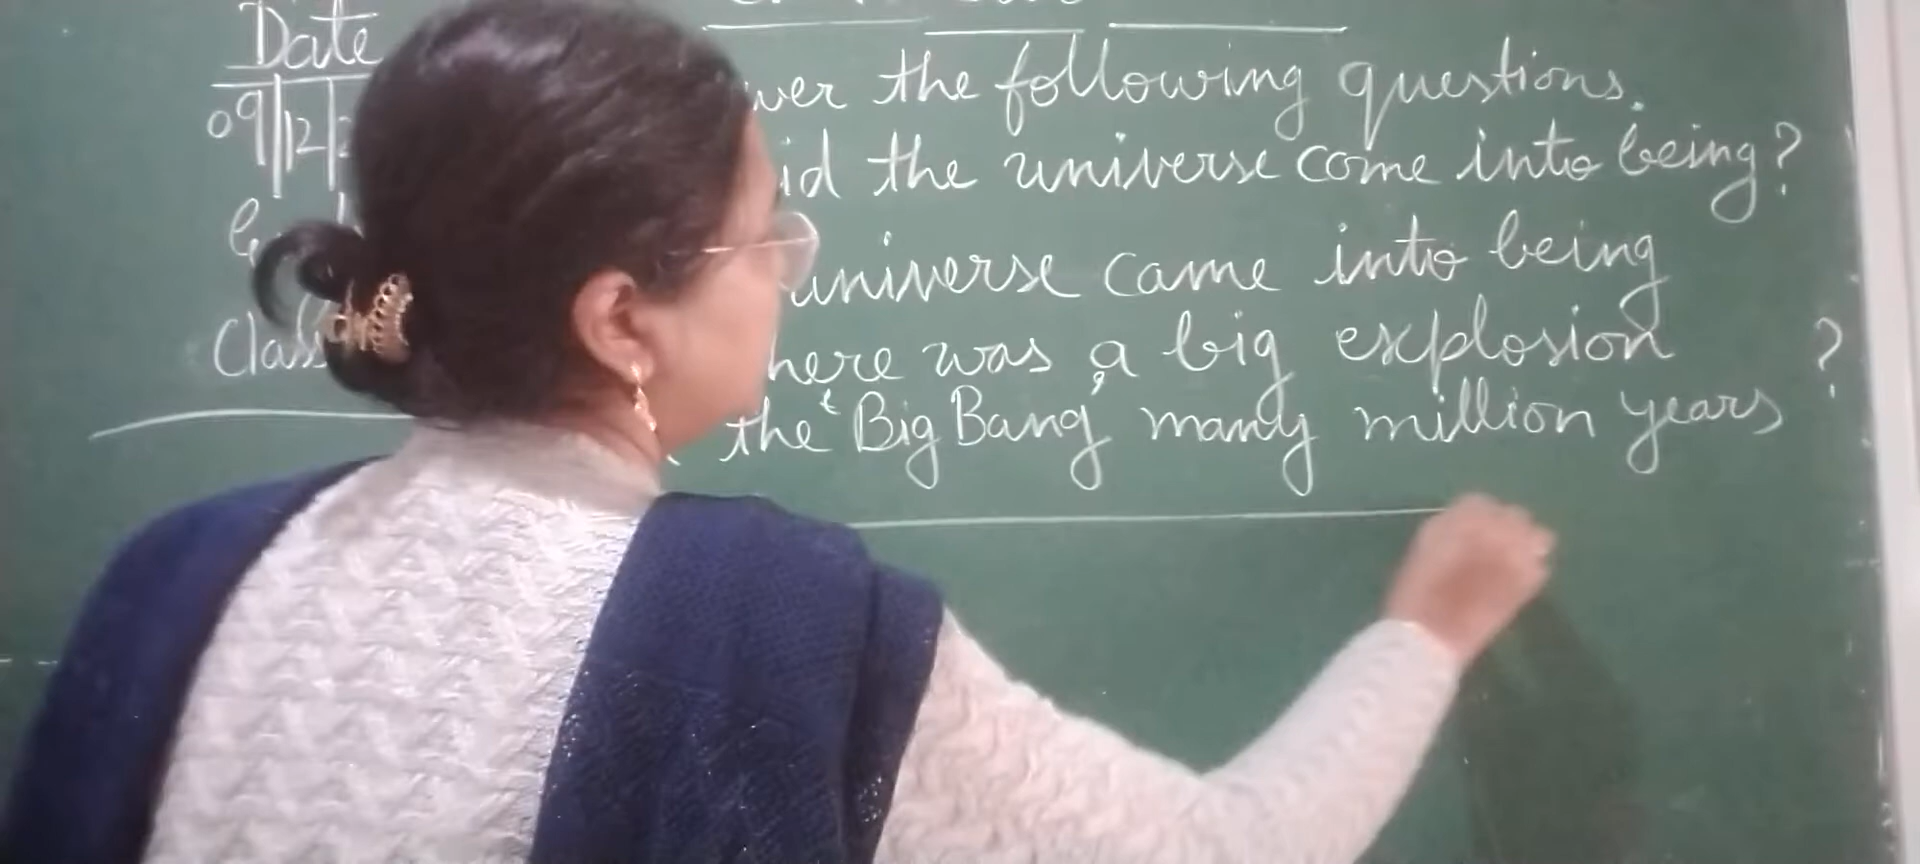 Date
09/12/2
Class
wer the following questions.
id the universe come into being?
universe came into being
here was a big explosion ?
the 'Big Bang' many million years